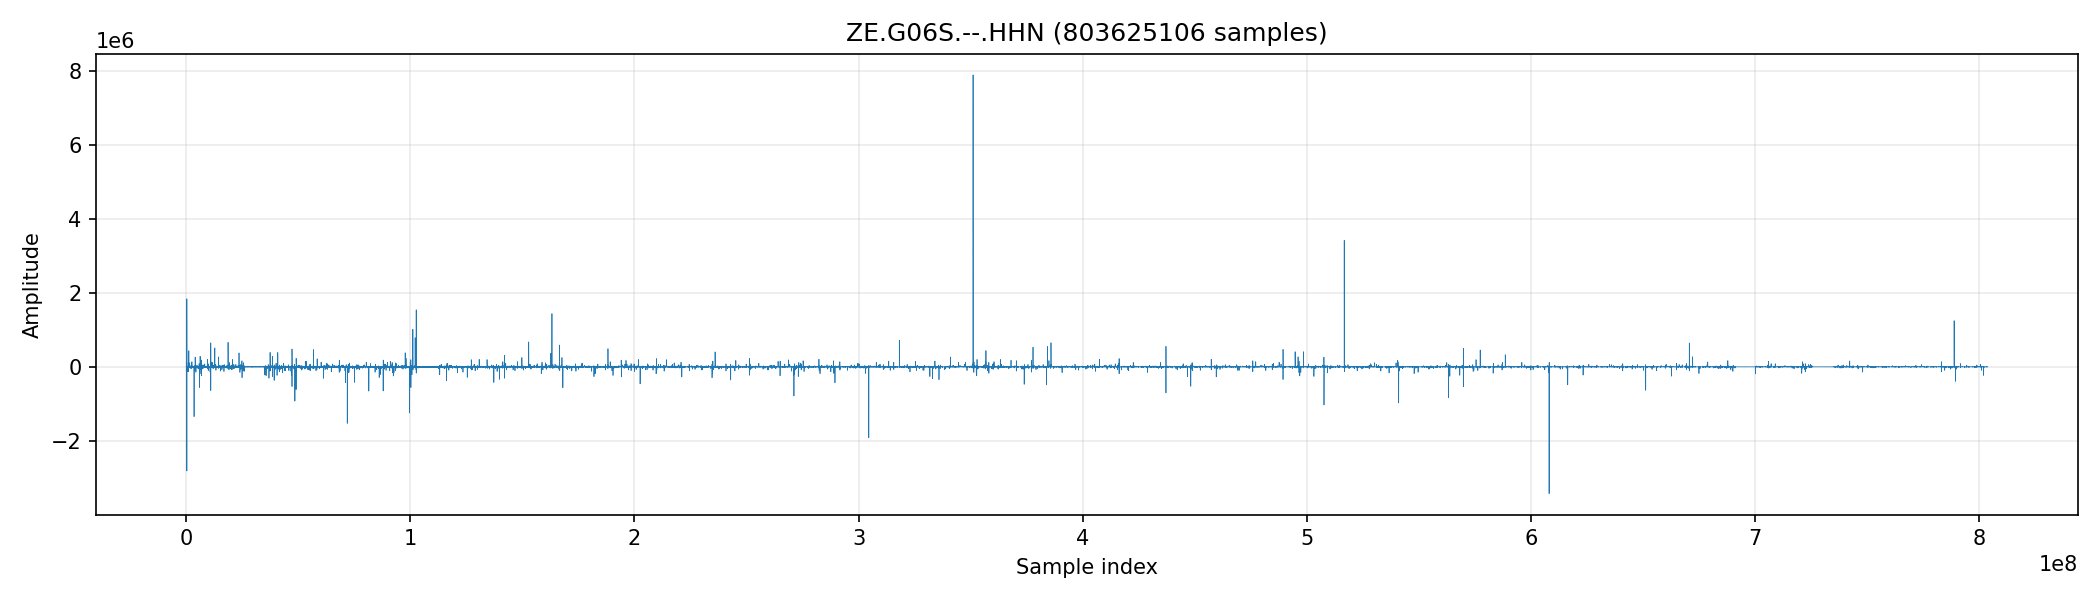 ZE.G06S.--.HHN (803625106 samples)
1e6
8
6
4
2
0
−2
Amplitude
0 1 2 3 4 5 6 7 8
Sample index
1e8